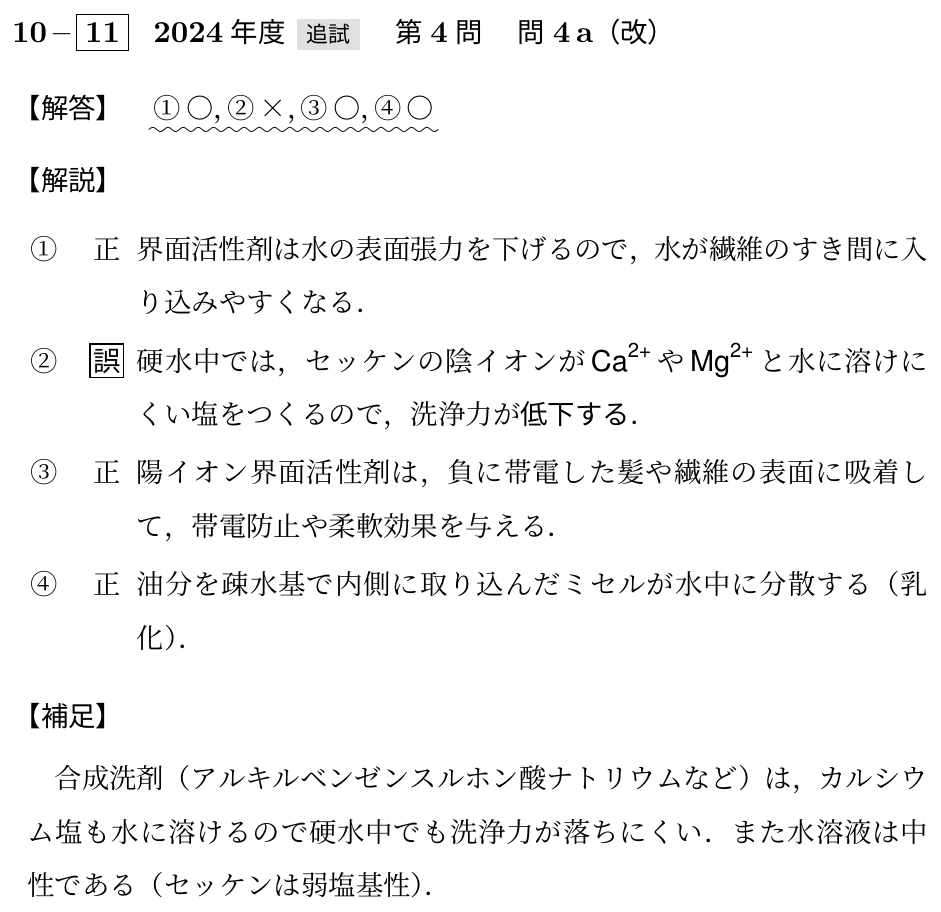 10−11 2024年度 追試 第4問 問4a（改）
【解答】 ①○,②×,③○,④○
【解説】
① 正 界面活性剤は水の表面張力を下げるので，水が繊維のすき間に入
り込みやすくなる．
② 誤 硬水中では，セッケンの陰イオンがCa²⁺やMg²⁺と水に溶けに
くい塩をつくるので，洗浄力が低下する．
③ 正 陽イオン界面活性剤は，負に帯電した髪や繊維の表面に吸着し
て，帯電防止や柔軟効果を与える．
④ 正 油分を疎水基で内側に取り込んだミセルが水中に分散する（乳
化）．
【補足】
合成洗剤（アルキルベンゼンスルホン酸ナトリウムなど）は，カルシウ
ム塩も水に溶けるので硬水中でも洗浄力が落ちにくい．また水溶液は中
性である（セッケンは弱塩基性）．